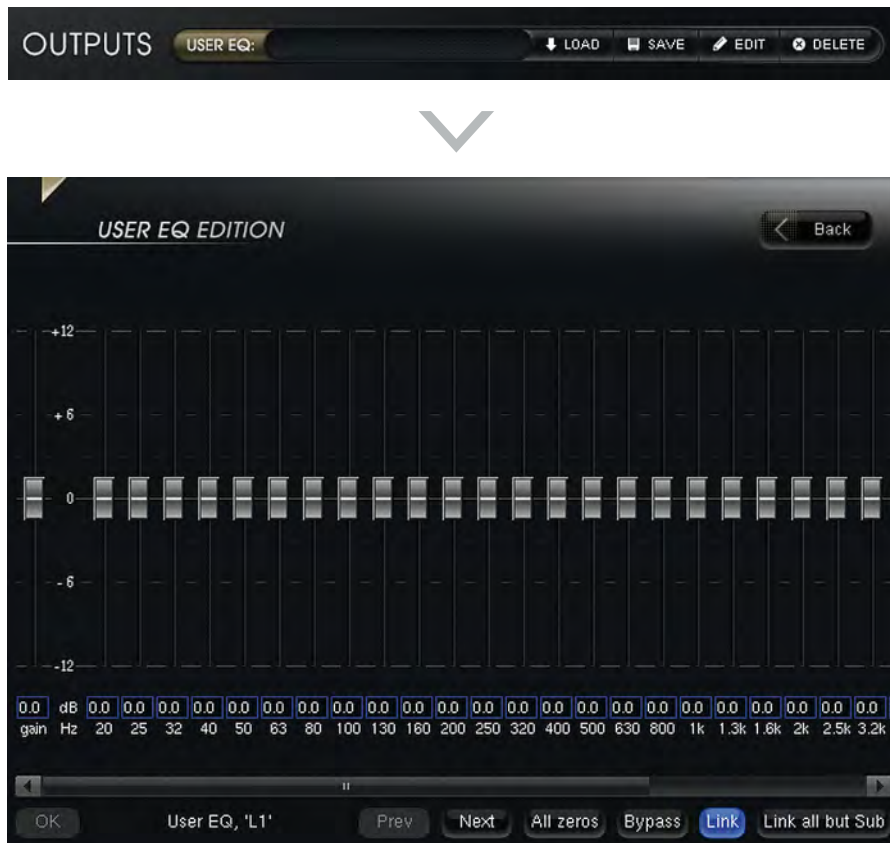 OUTPUTS USER EQ: LOAD SAVE EDIT DELETE
USER EQ EDITION Back
+12
+ 6
0
- 6
-12
0.0 dB 0.0 0.0 0.0 0.0 0.0 0.0 0.0 0.0 0.0 0.0 0.0 0.0 0.0 0.0 0.0 0.0 0.0 0.0 0.0 0.0 0.0 0.0 0.0
gain Hz 20 25 32 40 50 63 80 100 130 160 200 250 320 400 500 630 800 1k 1.3k 1.6k 2k 2.5k 3.2k
OK User EQ, 'L1' Prev Next All zeros Bypass Link Link all but Sub